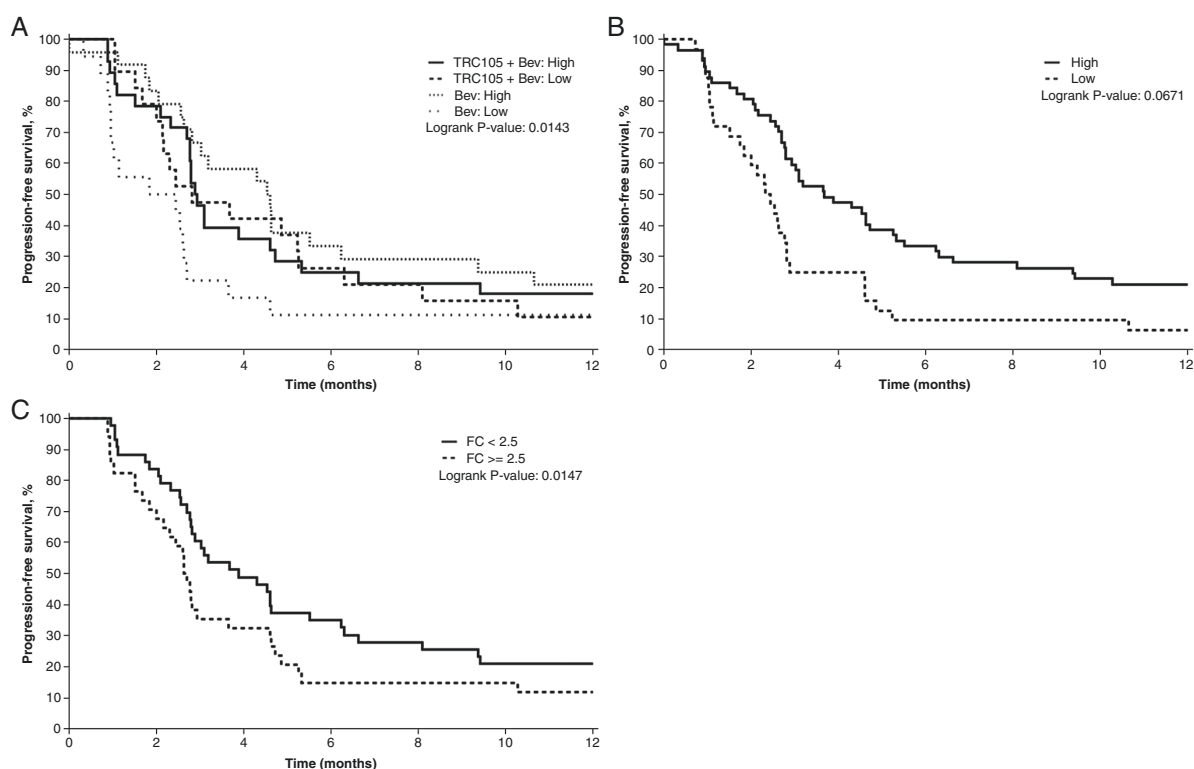 A
Progression-free survival, %
100
90
80
70
60
50
40
30
20
10
0
0 2 4 6 8 10 12
Time (months)
TRC105 + Bev: High
TRC105 + Bev: Low
Bev: High
Bev: Low
Logrank P-value: 0.0143
B
Progression-free survival, %
100
90
80
70
60
50
40
30
20
10
0
0 2 4 6 8 10 12
Time (months)
High
Low
Logrank P-value: 0.0671
C
Progression-free survival, %
100
90
80
70
60
50
40
30
20
10
0
0 2 4 6 8 10 12
Time (months)
FC < 2.5
FC >= 2.5
Logrank P-value: 0.0147